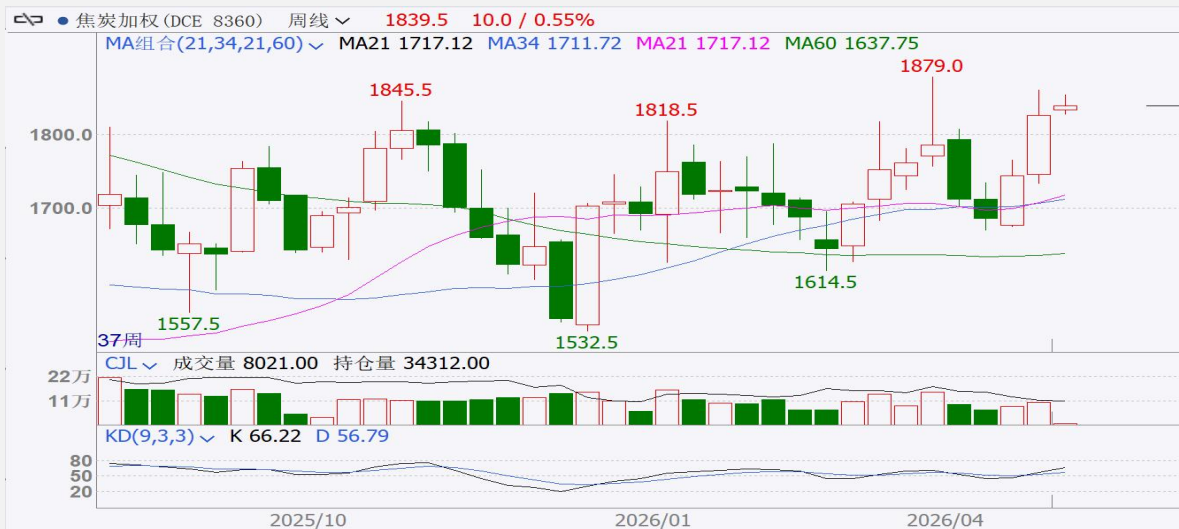 焦炭加权(DCE 8360) 周线 1839.5 10.0 / 0.55%
MA组合(21,34,21,60) MA21 1717.12 MA34 1711.72 MA21 1717.12 MA60 1637.75
1879.0
1845.5
1818.5
1800.0
1700.0
1614.5
1557.5
1532.5
37周
CJL 成交量 8021.00 持仓量 34312.00
22万
11万
KD(9,3,3) K 66.22 D 56.79
80
50
20
2025/10 2026/01 2026/04